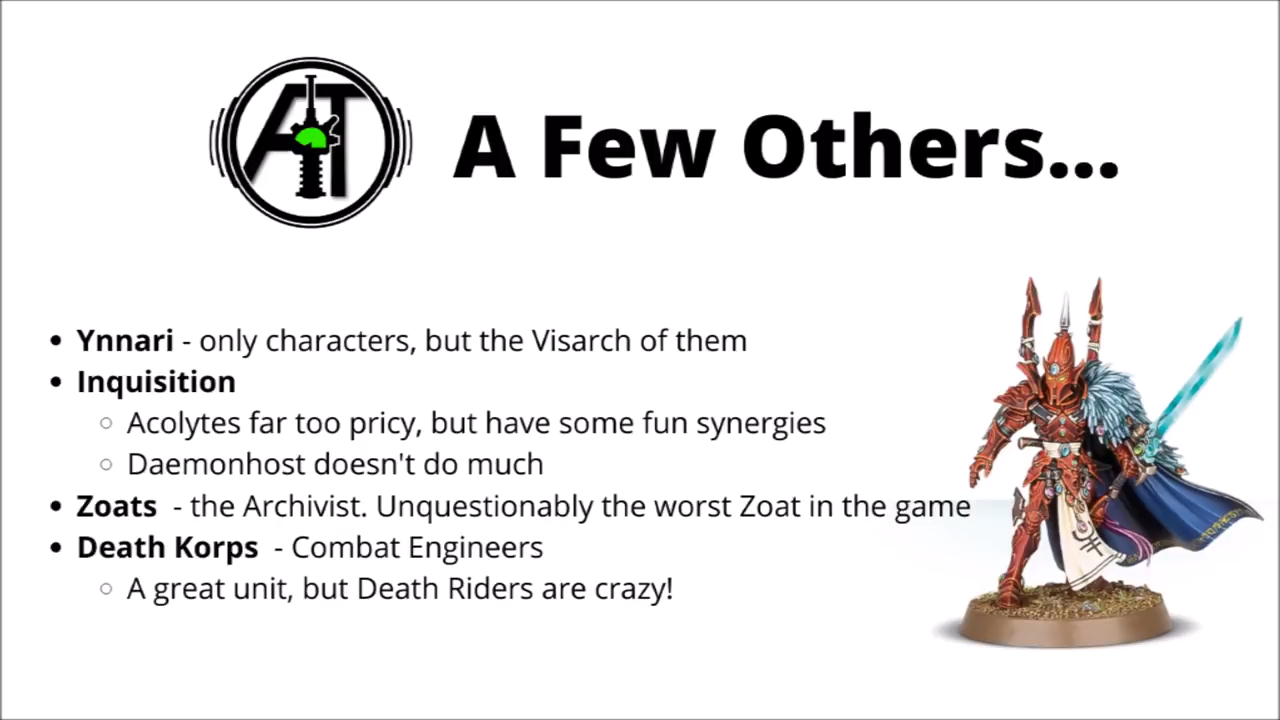 AT
A Few Others...
• Ynnari - only characters, but the Visarch of them
• Inquisition
○ Acolytes far too pricy, but have some fun synergies
○ Daemonhost doesn't do much
• Zoats - the Archivist. Unquestionably the worst Zoat in the game
• Death Korps - Combat Engineers
○ A great unit, but Death Riders are crazy!